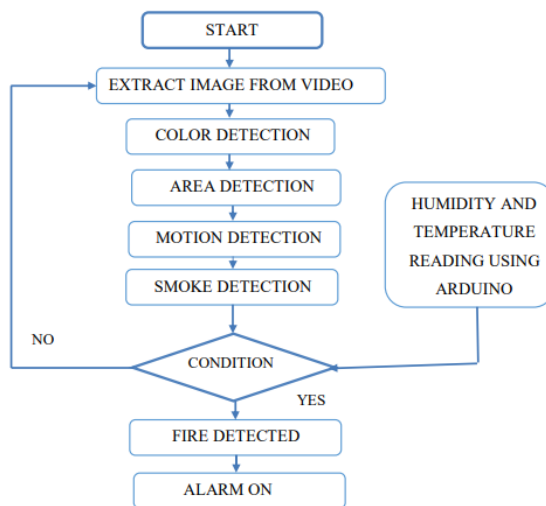 START
EXTRACT IMAGE FROM VIDEO
COLOR DETECTION
AREA DETECTION
MOTION DETECTION
SMOKE DETECTION
HUMIDITY AND
TEMPERATURE
READING USING
ARDUINO
NO
CONDITION
YES
FIRE DETECTED
ALARM ON